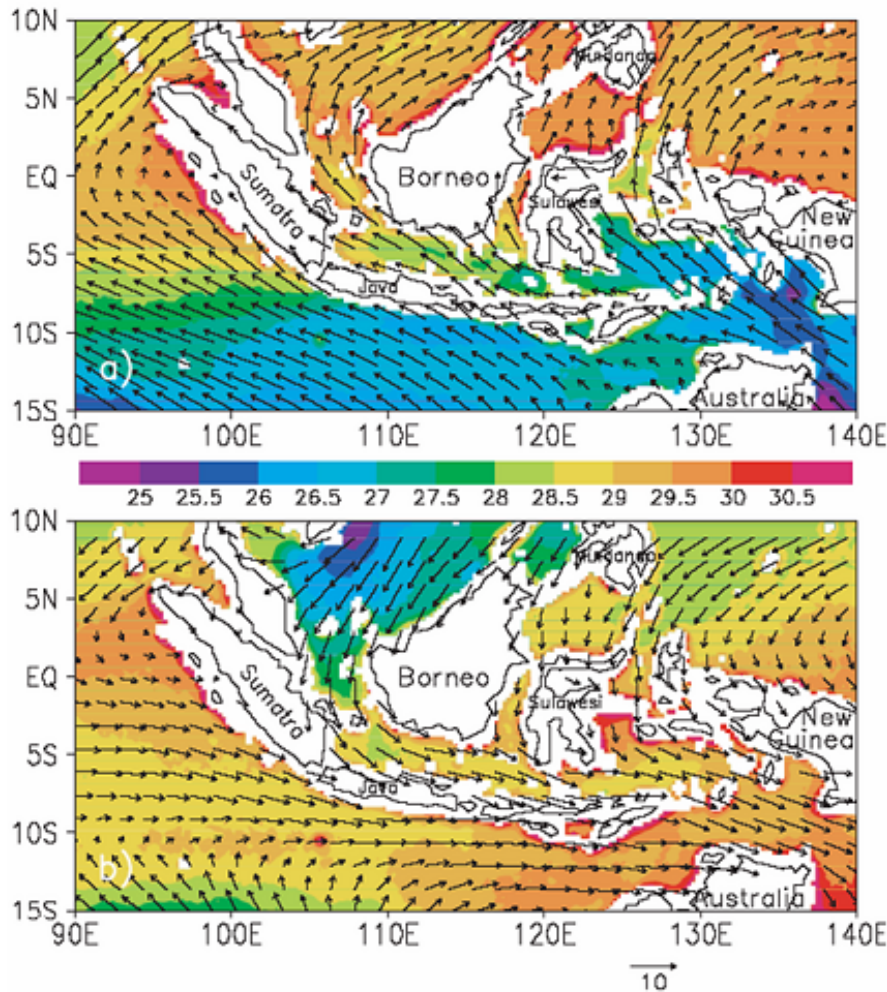 10N
5N
EQ
5S
10S
15S
Mindanao
Borneo
Sumatra
Sulawesi
New
Guinea
Java
a)
Australia
90E 100E 110E 120E 130E 140E
25 25.5 26 26.5 27 27.5 28 28.5 29 29.5 30 30.5
10N
5N
EQ
5S
10S
15S
Mindanao
Borneo
Sumatra
Sulawesi
New
Guinea
Java
b)
Australia
90E 100E 110E 120E 130E 140E
10